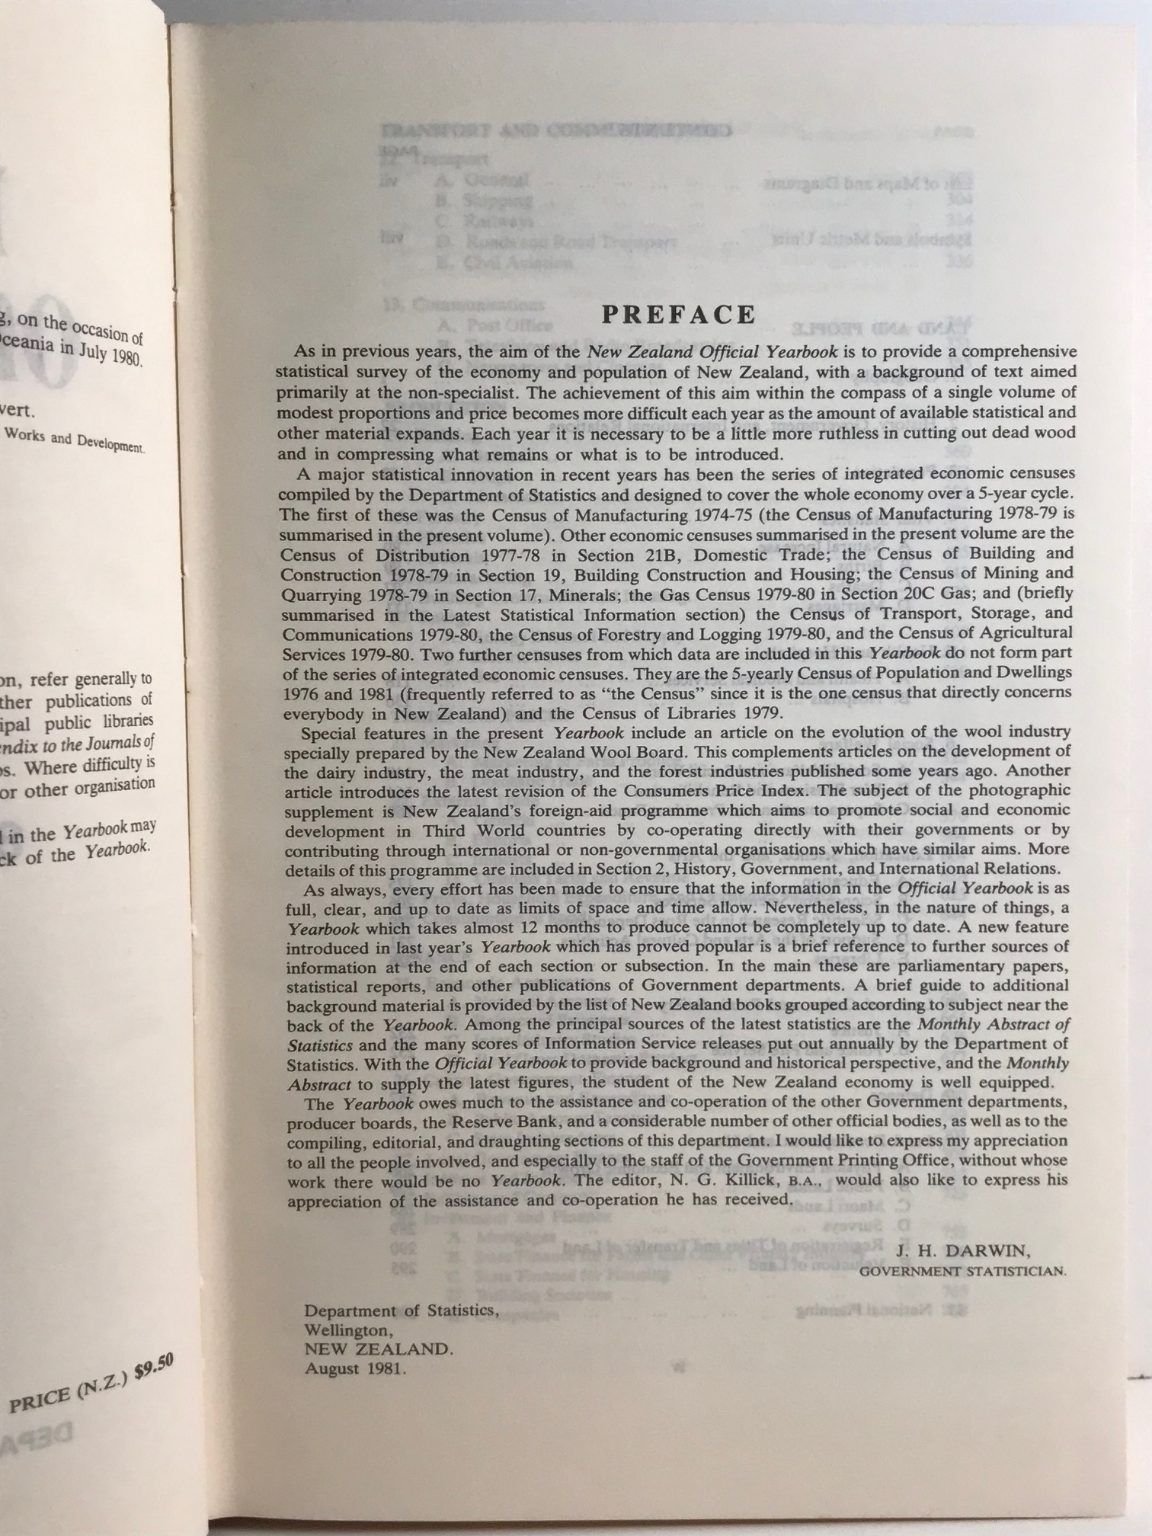 g, on the occasion of
ceania in July 1980.
vert.
Works and Development.
on, refer generally to
ther publications of
ipal public libraries
ndix to the Journals of
os. Where difficulty is
or other organisation
l in the Yearbook may
ck of the Yearbook.
PRICE (N.Z.) $9.50
PREFACE
As in previous years, the aim of the New Zealand Official Yearbook is to provide a comprehensive
statistical survey of the economy and population of New Zealand, with a background of text aimed
primarily at the non-specialist. The achievement of this aim within the compass of a single volume of
modest proportions and price becomes more difficult each year as the amount of available statistical and
other material expands. Each year it is necessary to be a little more ruthless in cutting out dead wood
and in compressing what remains or what is to be introduced.
A major statistical innovation in recent years has been the series of integrated economic censuses
compiled by the Department of Statistics and designed to cover the whole economy over a 5-year cycle.
The first of these was the Census of Manufacturing 1974-75 (the Census of Manufacturing 1978-79 is
summarised in the present volume). Other economic censuses summarised in the present volume are the
Census of Distribution 1977-78 in Section 21B, Domestic Trade; the Census of Building and
Construction 1978-79 in Section 19, Building Construction and Housing; the Census of Mining and
Quarrying 1978-79 in Section 17, Minerals; the Gas Census 1979-80 in Section 20C Gas; and (briefly
summarised in the Latest Statistical Information section) the Census of Transport, Storage, and
Communications 1979-80, the Census of Forestry and Logging 1979-80, and the Census of Agricultural
Services 1979-80. Two further censuses from which data are included in this Yearbook do not form part
of the series of integrated economic censuses. They are the 5-yearly Census of Population and Dwellings
1976 and 1981 (frequently referred to as “the Census” since it is the one census that directly concerns
everybody in New Zealand) and the Census of Libraries 1979.
Special features in the present Yearbook include an article on the evolution of the wool industry
specially prepared by the New Zealand Wool Board. This complements articles on the development of
the dairy industry, the meat industry, and the forest industries published some years ago. Another
article introduces the latest revision of the Consumers Price Index. The subject of the photographic
supplement is New Zealand’s foreign-aid programme which aims to promote social and economic
development in Third World countries by co-operating directly with their governments or by
contributing through international or non-governmental organisations which have similar aims. More
details of this programme are included in Section 2, History, Government, and International Relations.
As always, every effort has been made to ensure that the information in the Official Yearbook is as
full, clear, and up to date as limits of space and time allow. Nevertheless, in the nature of things, a
Yearbook which takes almost 12 months to produce cannot be completely up to date. A new feature
introduced in last year’s Yearbook which has proved popular is a brief reference to further sources of
information at the end of each section or subsection. In the main these are parliamentary papers,
statistical reports, and other publications of Government departments. A brief guide to additional
background material is provided by the list of New Zealand books grouped according to subject near the
back of the Yearbook. Among the principal sources of the latest statistics are the Monthly Abstract of
Statistics and the many scores of Information Service releases put out annually by the Department of
Statistics. With the Official Yearbook to provide background and historical perspective, and the Monthly
Abstract to supply the latest figures, the student of the New Zealand economy is well equipped.
The Yearbook owes much to the assistance and co-operation of the other Government departments,
producer boards, the Reserve Bank, and a considerable number of other official bodies, as well as to the
compiling, editorial, and draughting sections of this department. I would like to express my appreciation
to all the people involved, and especially to the staff of the Government Printing Office, without whose
work there would be no Yearbook. The editor, N. G. Killick, B.A., would also like to express his
appreciation of the assistance and co-operation he has received.
J. H. DARWIN,
GOVERNMENT STATISTICIAN.
Department of Statistics,
Wellington,
NEW ZEALAND.
August 1981.